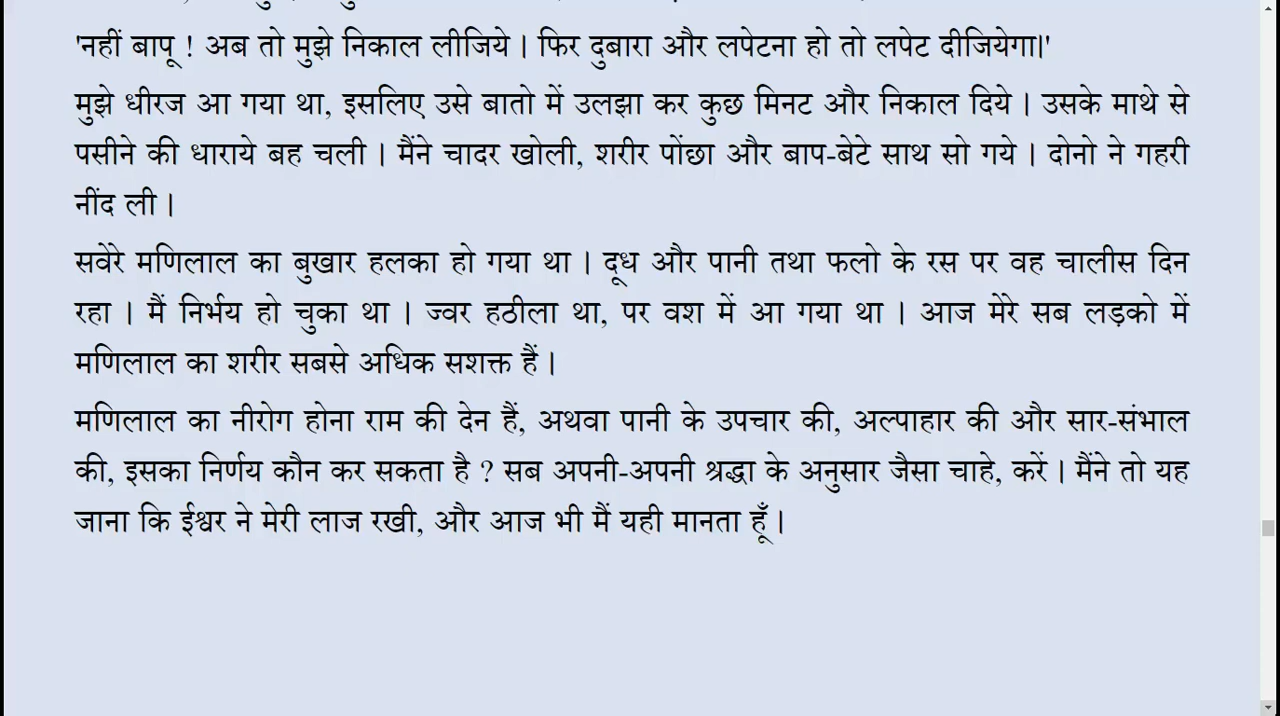 'नहीं बापू ! अब तो मुझे निकाल लीजिये । फिर दुबारा और लपेटना हो तो लपेट दीजियेगा।'
मुझे धीरज आ गया था, इसलिए उसे बातो में उलझा कर कुछ मिनट और निकाल दिये । उसके माथे से
पसीने की धाराये बह चली । मैंने चादर खोली, शरीर पोंछा और बाप-बेटे साथ सो गये । दोनो ने गहरी
नींद ली ।
सवेरे मणिलाल का बुखार हलका हो गया था । दूध और पानी तथा फलो के रस पर वह चालीस दिन
रहा । मैं निर्भय हो चुका था । ज्वर हठीला था, पर वश में आ गया था । आज मेरे सब लड़को में
मणिलाल का शरीर सबसे अधिक सशक्त हैं ।
मणिलाल का नीरोग होना राम की देन हैं, अथवा पानी के उपचार की, अल्पाहार की और सार-संभाल
की, इसका निर्णय कौन कर सकता है ? सब अपनी-अपनी श्रद्धा के अनुसार जैसा चाहे, करें । मैंने तो यह
जाना कि ईश्वर ने मेरी लाज रखी, और आज भी मैं यही मानता हूँ ।